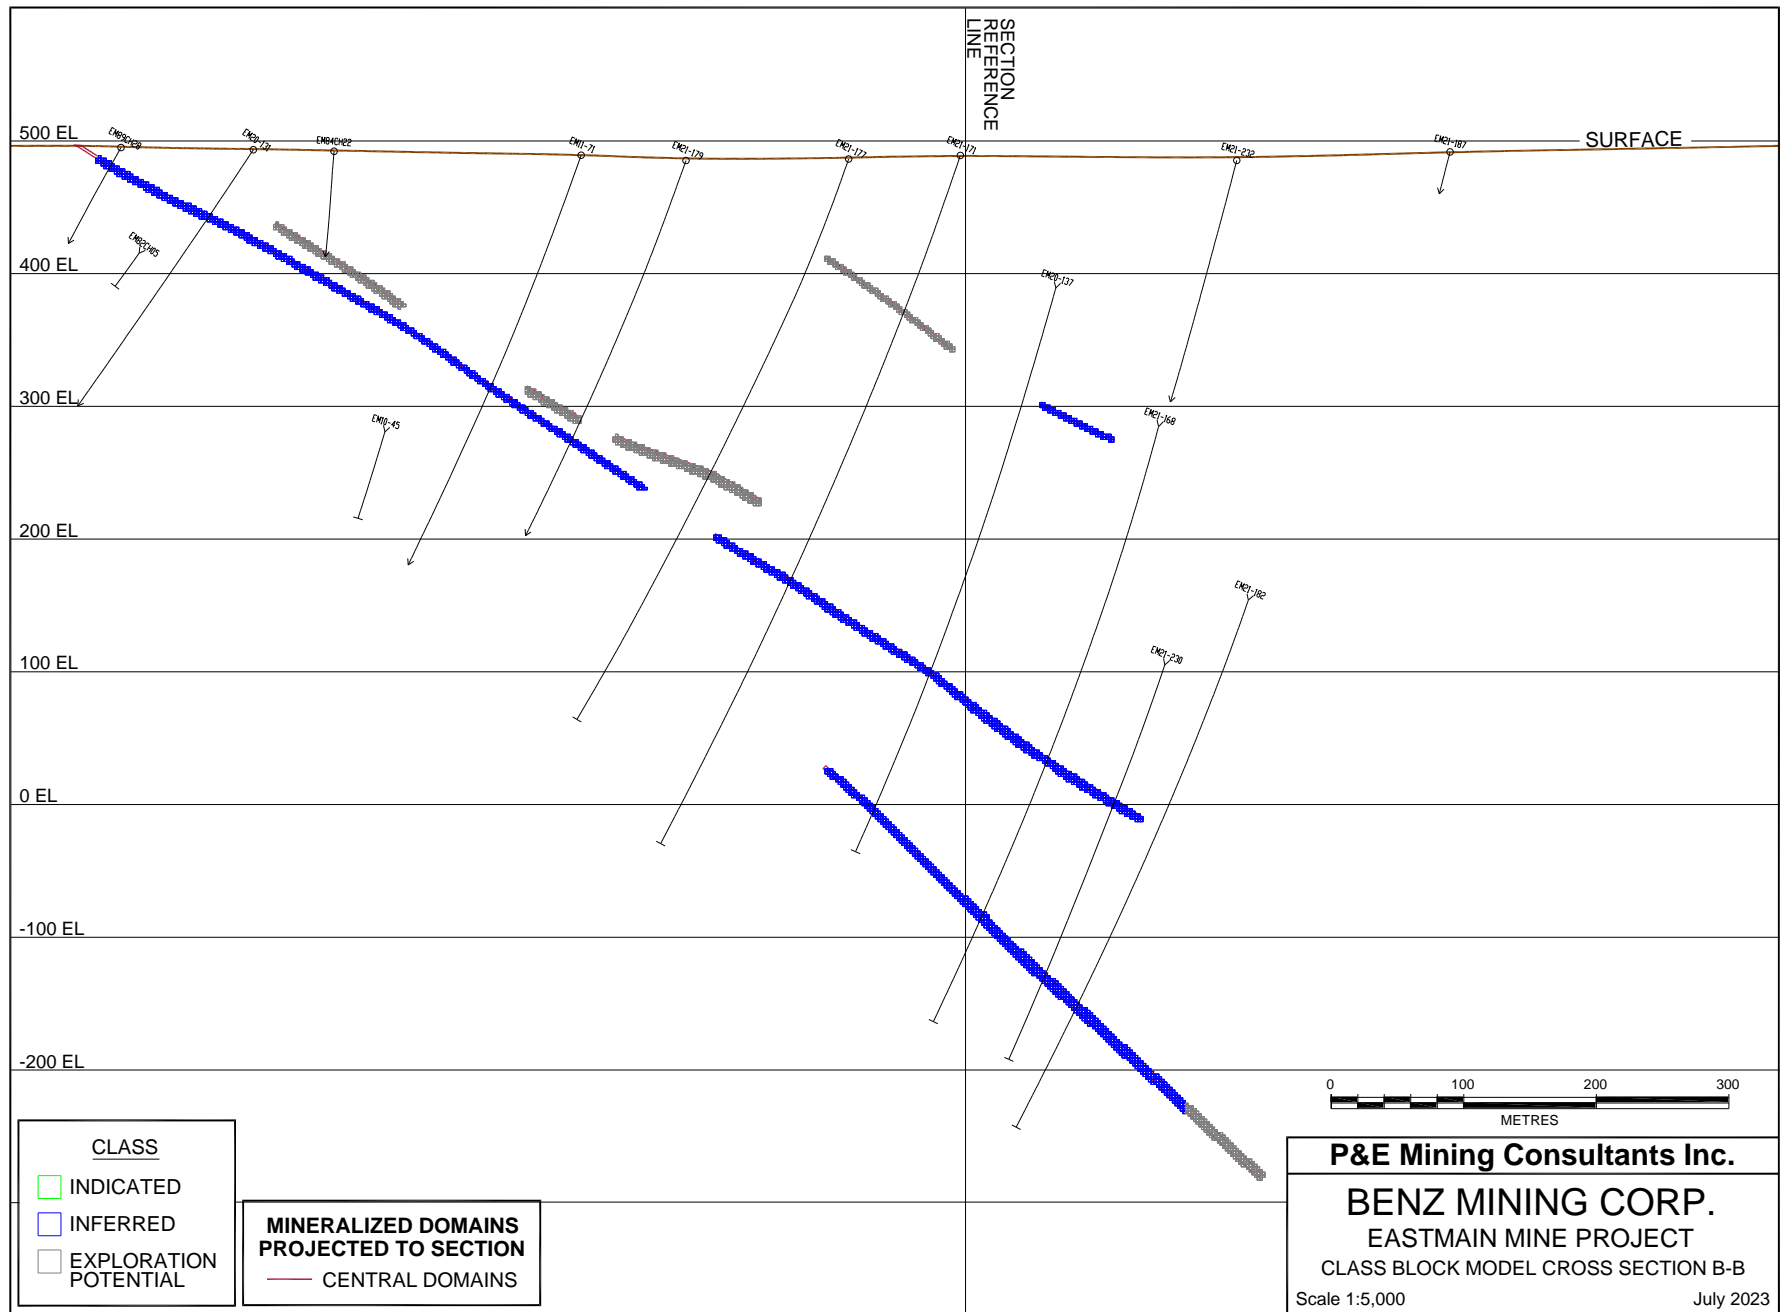 SECTION
REFERENCE
LINE
500 EL
SURFACE
EM89CH28
EM20-131
EM84CH22
EM11-71
EM21-179
EM21-177
EM21-171
EM21-232
EM21-187
EM82CH05
400 EL
EM20-137
300 EL
EM10-45
EM21-168
200 EL
EM21-182
100 EL
EM21-230
0 EL
-100 EL
-200 EL
0 100 200 300
METRES
CLASS
INDICATED
INFERRED
EXPLORATION
POTENTIAL
MINERALIZED DOMAINS
PROJECTED TO SECTION
CENTRAL DOMAINS
P&E Mining Consultants Inc.
BENZ MINING CORP.
EASTMAIN MINE PROJECT
CLASS BLOCK MODEL CROSS SECTION B-B
Scale 1:5,000 July 2023